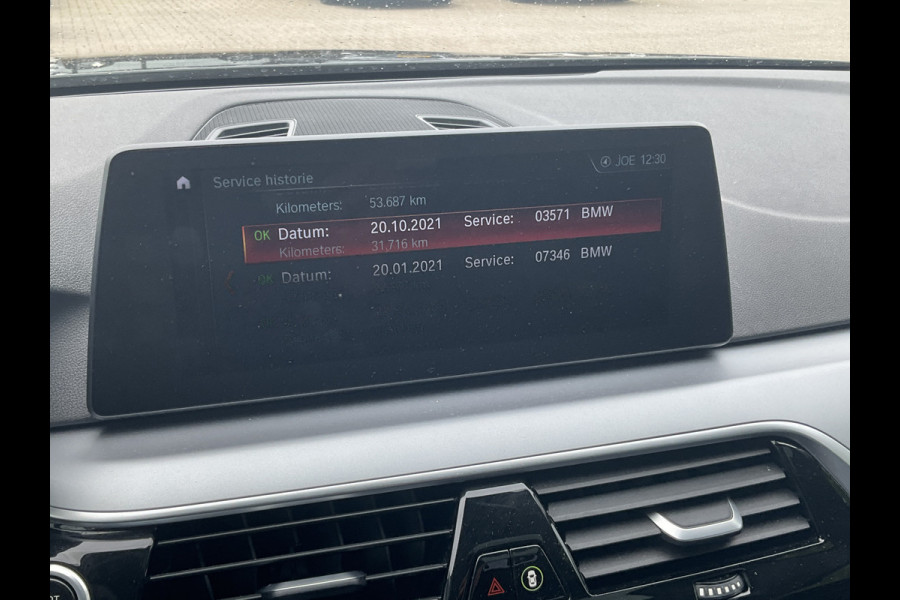 Service historie
JOE 12:30
Kilometers: 53.687 km
OK Datum: 20.10.2021 Service: 03571 BMW
Kilometers: 31,716 km
OK Datum: 20.01.2021 Service: 07346 BMW